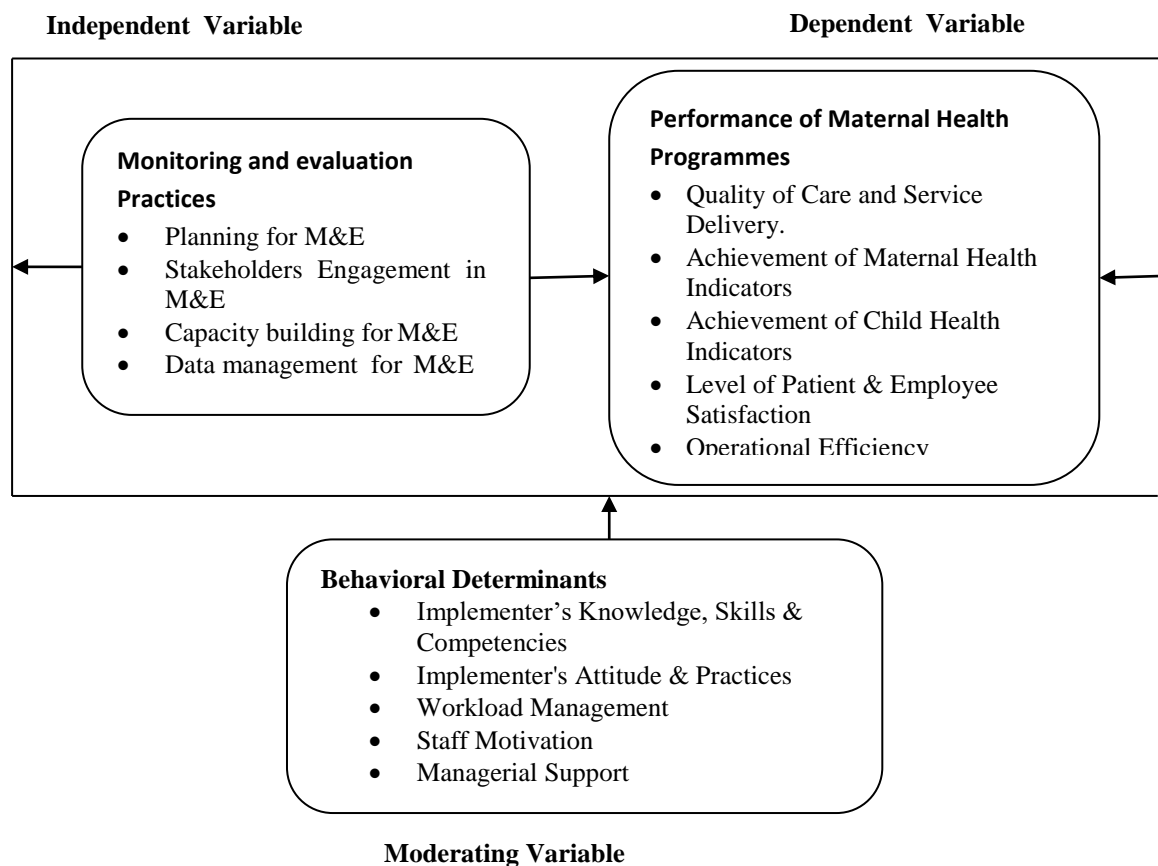 Independent Variable
Dependent Variable
Monitoring and evaluation
Practices
• Planning for M&E
• Stakeholders Engagement in
M&E
• Capacity building for M&E
• Data management for M&E
Performance of Maternal Health
Programmes
• Quality of Care and Service
Delivery.
• Achievement of Maternal Health
Indicators
• Achievement of Child Health
Indicators
• Level of Patient & Employee
Satisfaction
• Operational Efficiency
Behavioral Determinants
• Implementer’s Knowledge, Skills &
Competencies
• Implementer's Attitude & Practices
• Workload Management
• Staff Motivation
• Managerial Support
Moderating Variable